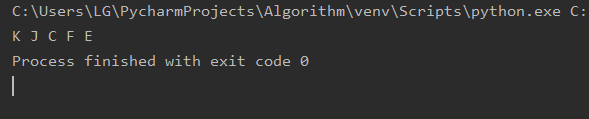 C:\Users\LG\PycharmProjects\Algorithm\venv\Scripts\python.exe C:
K J C F E
Process finished with exit code 0